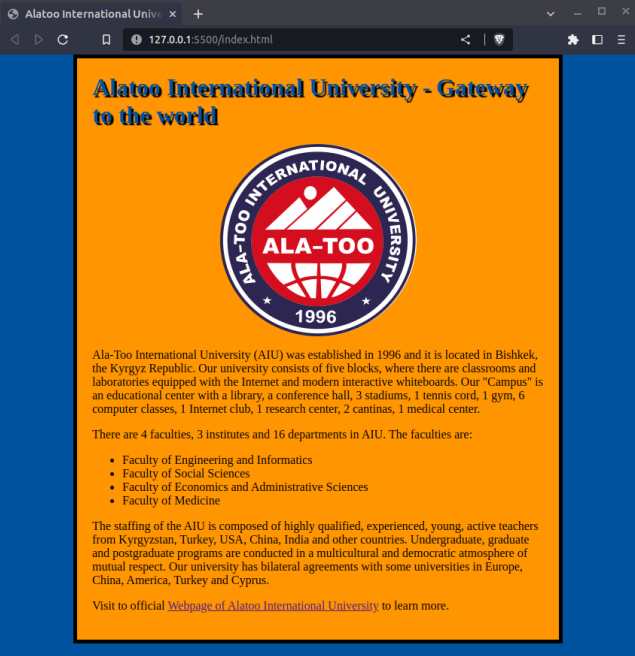 Alatoo International Unive
127.0.0.1:5500/index.html
Alatoo International University - Gateway
to the world
ALA-TOO INTERNATIONAL UNIVERSITY
ALA-TOO
1996
Ala-Too International University (AIU) was established in 1996 and it is located in Bishkek,
the Kyrgyz Republic. Our university consists of five blocks, where there are classrooms and
laboratories equipped with the Internet and modern interactive whiteboards. Our "Campus" is
an educational center with a library, a conference hall, 3 stadiums, 1 tennis cord, 1 gym, 6
computer classes, 1 Internet club, 1 research center, 2 cantinas, 1 medical center.
There are 4 faculties, 3 institutes and 16 departments in AIU. The faculties are:
• Faculty of Engineering and Informatics
• Faculty of Social Sciences
• Faculty of Economics and Administrative Sciences
• Faculty of Medicine
The staffing of the AIU is composed of highly qualified, experienced, young, active teachers
from Kyrgyzstan, Turkey, USA, China, India and other countries. Undergraduate, graduate
and postgraduate programs are conducted in a multicultural and democratic atmosphere of
mutual respect. Our university has bilateral agreements with some universities in Europe,
China, America, Turkey and Cyprus.
Visit to official Webpage of Alatoo International University to learn more.